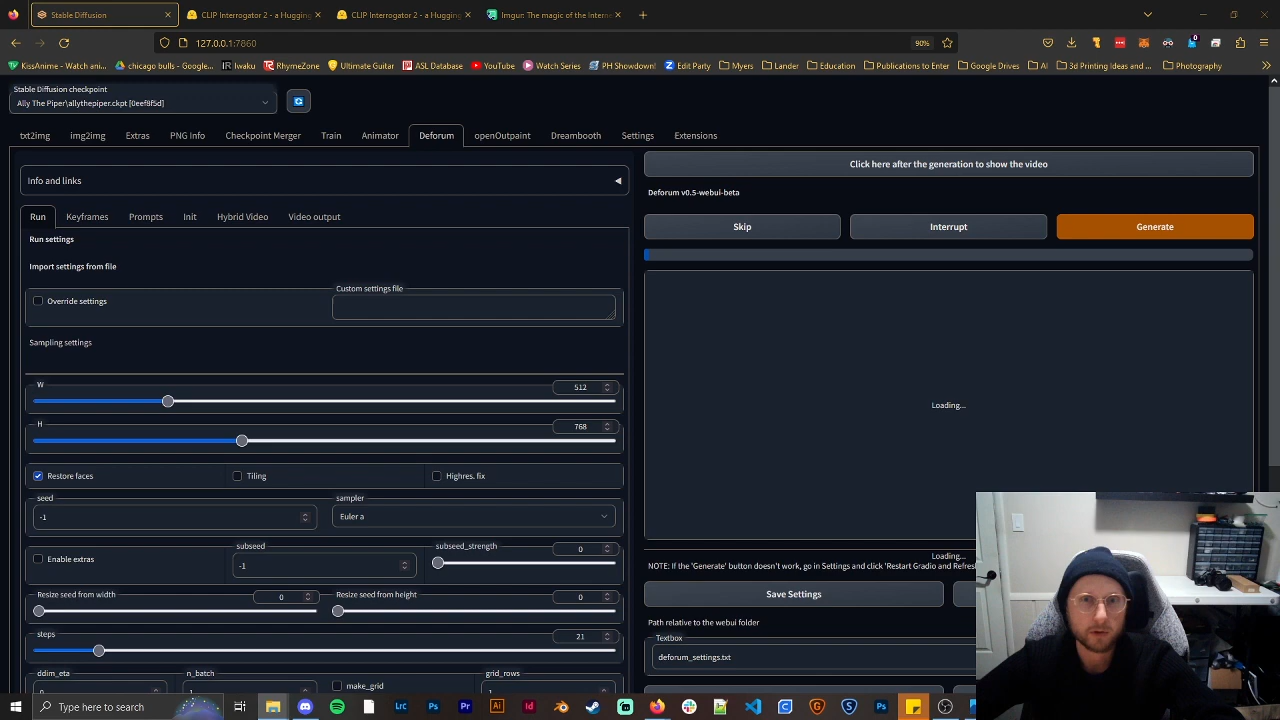 Stable Diffusion
CLIP Interrogator 2 - a Hugging
CLIP Interrogator 2 - a Hugging
Imgur: The magic of the Interne
127.0.0.1:7860
90%
KissAnime - Watch ani...
chicago bulls - Google...
Iwaku
RhymeZone
Ultimate Guitar
ASL Database
YouTube
Watch Series
PH Showdown!
Edit Party
Myers
Lander
Education
Publications to Enter
Google Drives
AI
3d Printing Ideas and ...
Photography
Stable Diffusion checkpoint
Ally The Piper\allythepiper.ckpt [0eef8f5d]
txt2img
img2img
Extras
PNG Info
Checkpoint Merger
Train
Animator
Deforum
openOutpaint
Dreambooth
Settings
Extensions
Info and links
Click here after the generation to show the video
Deforum v0.5-webui-beta
Run
Keyframes
Prompts
Init
Hybrid Video
Video output
Skip
Interrupt
Generate
Run settings
Import settings from file
Override settings
Custom settings file
Sampling settings
W
512
H
768
Loading...
Restore faces
Tiling
Highres. fix
seed
-1
sampler
Euler a
Enable extras
subseed
-1
subseed_strength
0
Loading...
NOTE: If the 'Generate' button doesn't work, go in Settings and click 'Restart Gradio and Refres
Resize seed from width
0
Resize seed from height
0
Save Settings
Path relative to the webui folder
steps
21
Textbox
deforum_settings.txt
ddim_eta
n_batch
make_grid
grid_rows
Type here to search